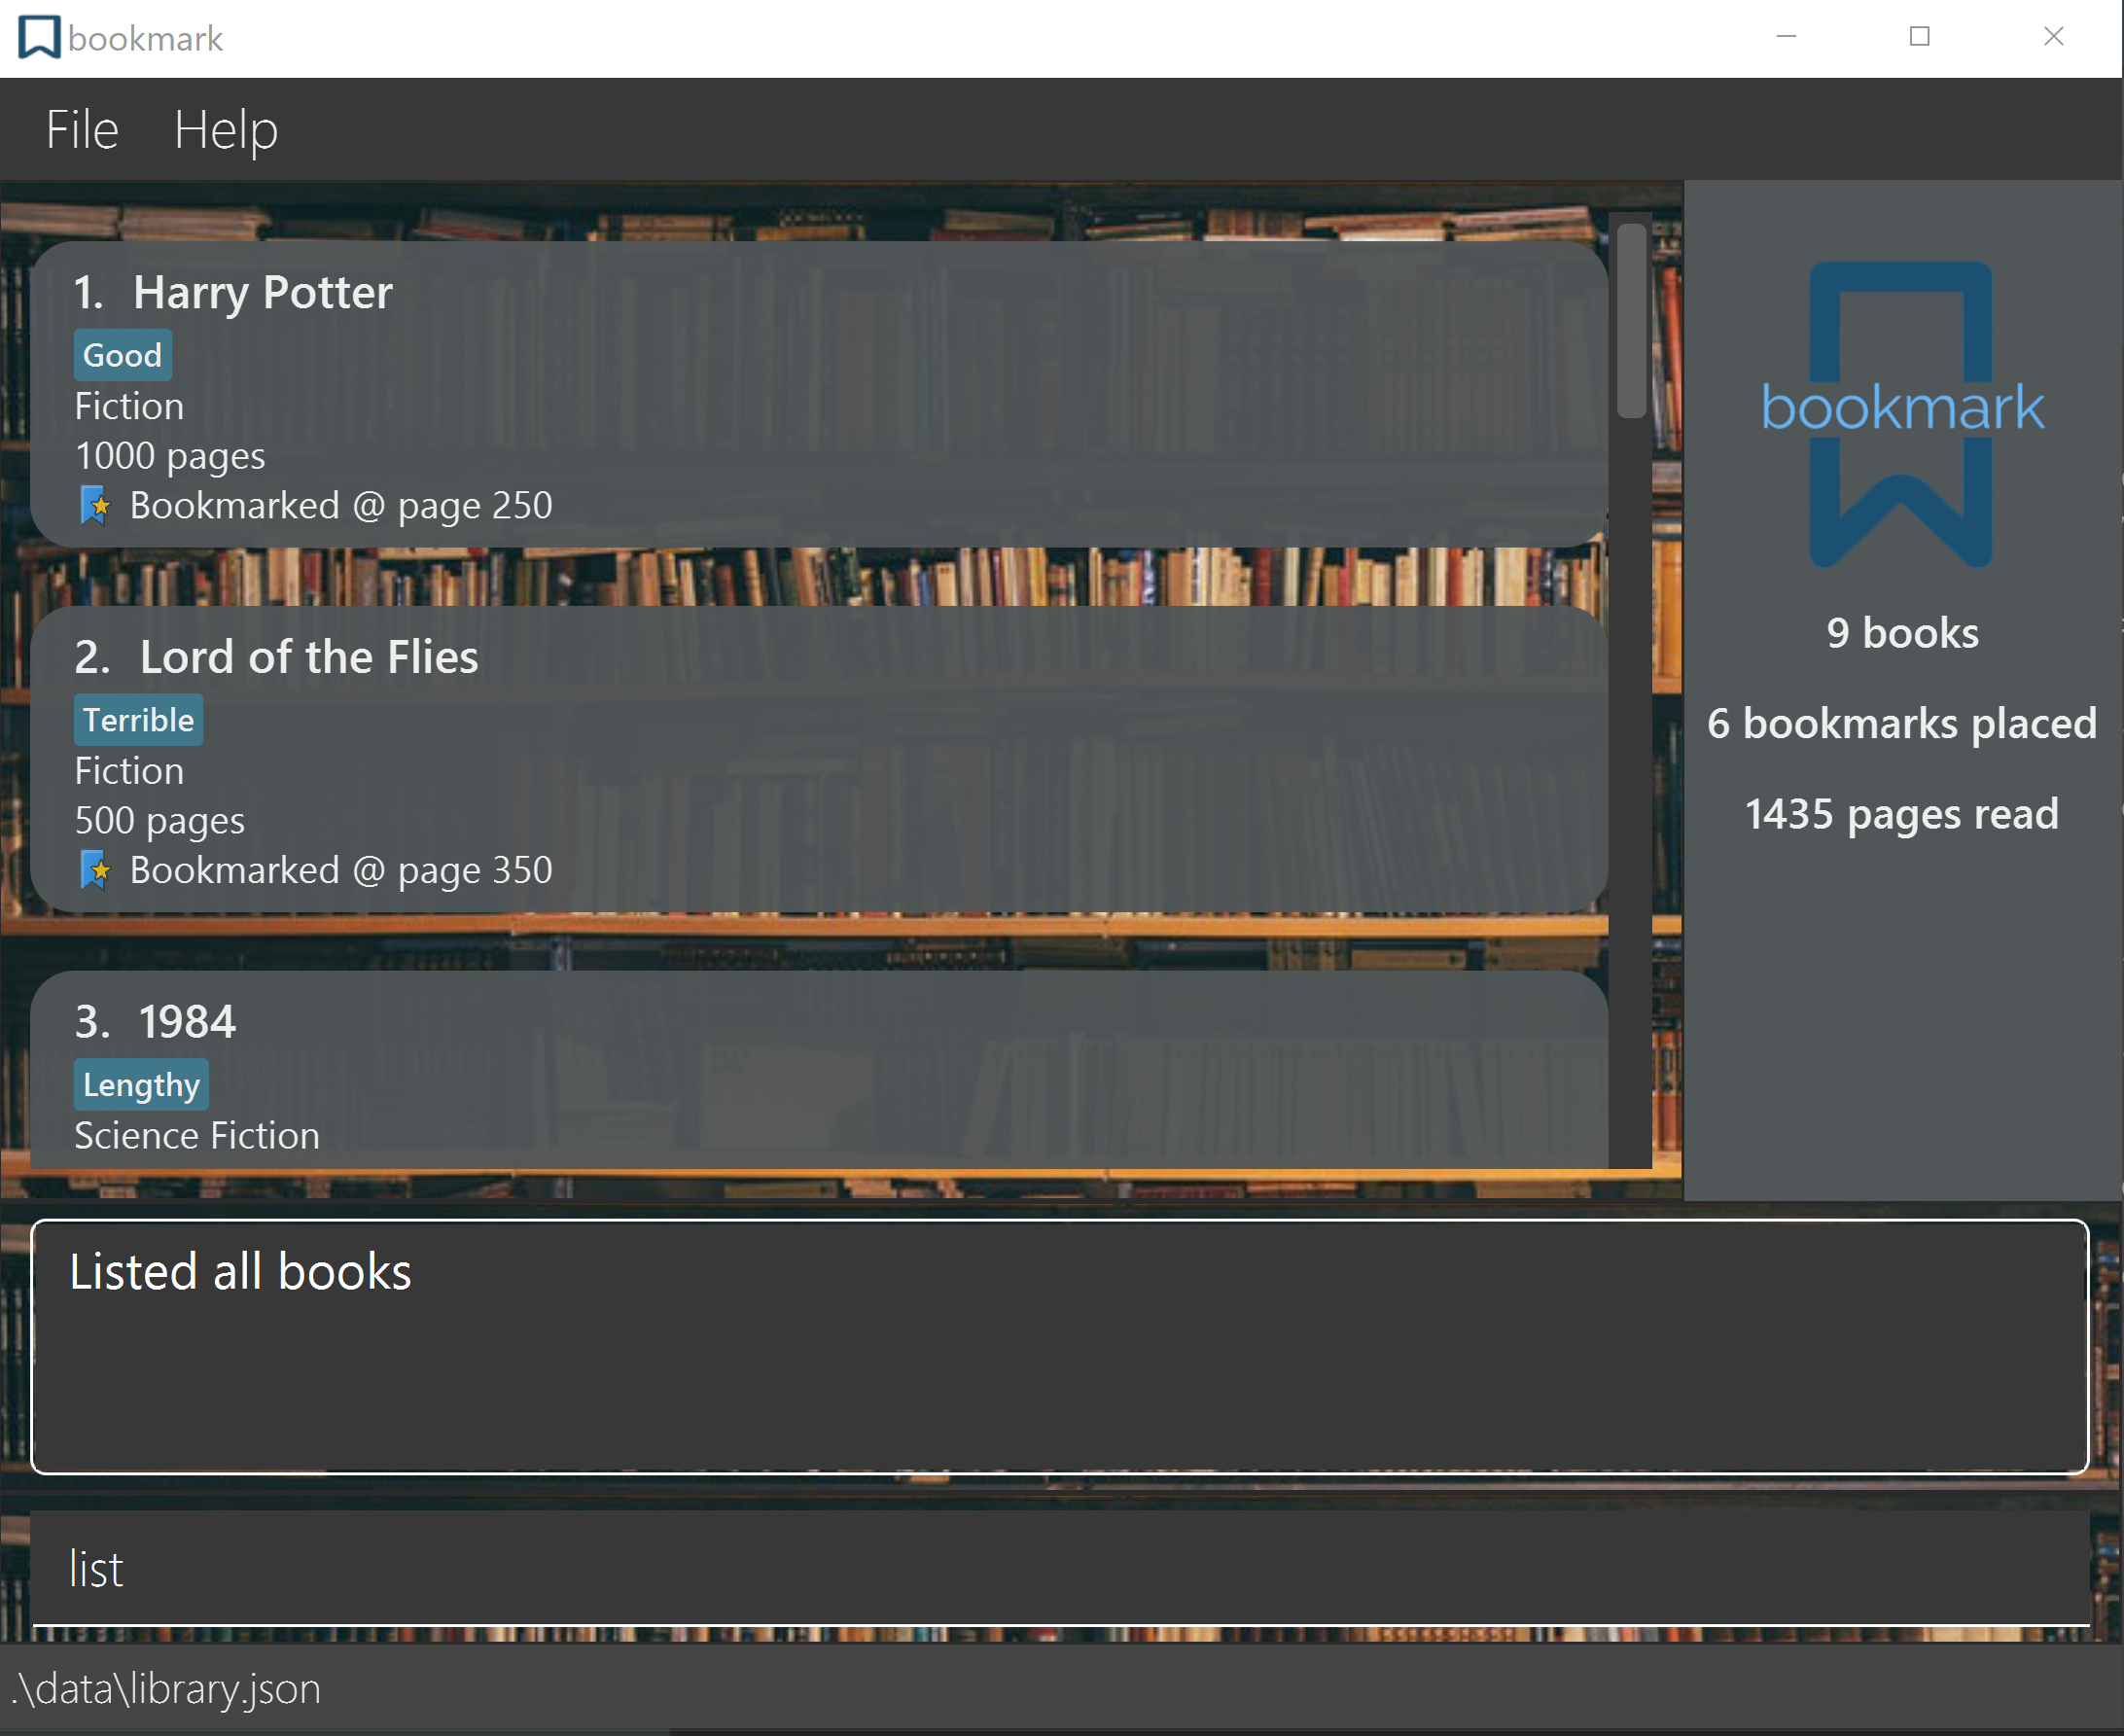 bookmark
File Help
1. Harry Potter
Good
Fiction
1000 pages
Bookmarked @ page 250
2. Lord of the Flies
Terrible
Fiction
500 pages
Bookmarked @ page 350
3. 1984
Lengthy
Science Fiction
bookmark
9 books
6 bookmarks placed
1435 pages read
Listed all books
list
.\data\library.json